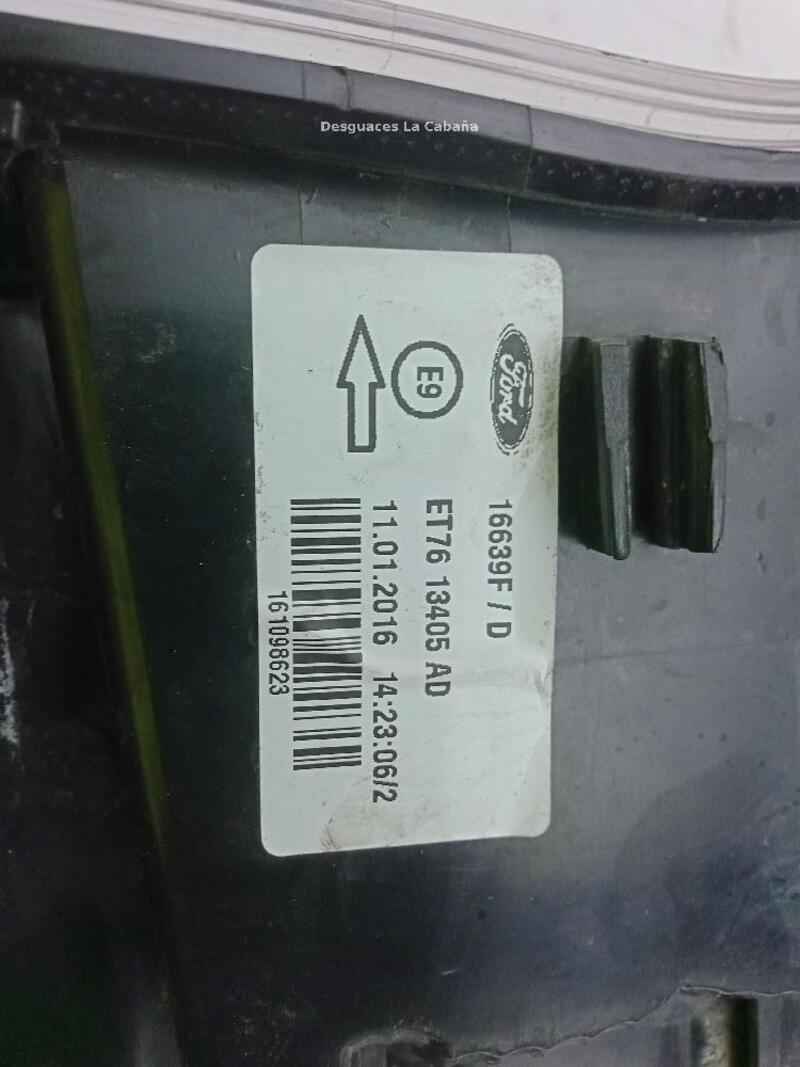 Desguaces La Cabaña
Ford
E9
16639F / D
ET76 13405 AD
11.01.2016 14:23:06/2
161098623